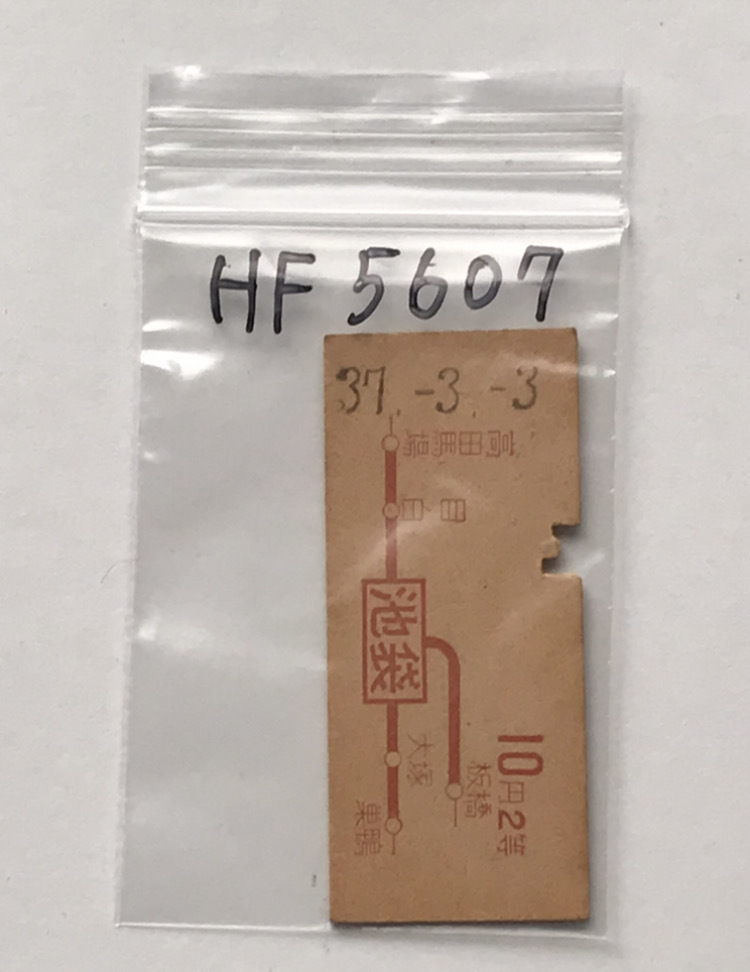 HF 5607
37.-3.-3
高田馬場
目白
池袋
大塚
板橋
巣鴨
10円2等